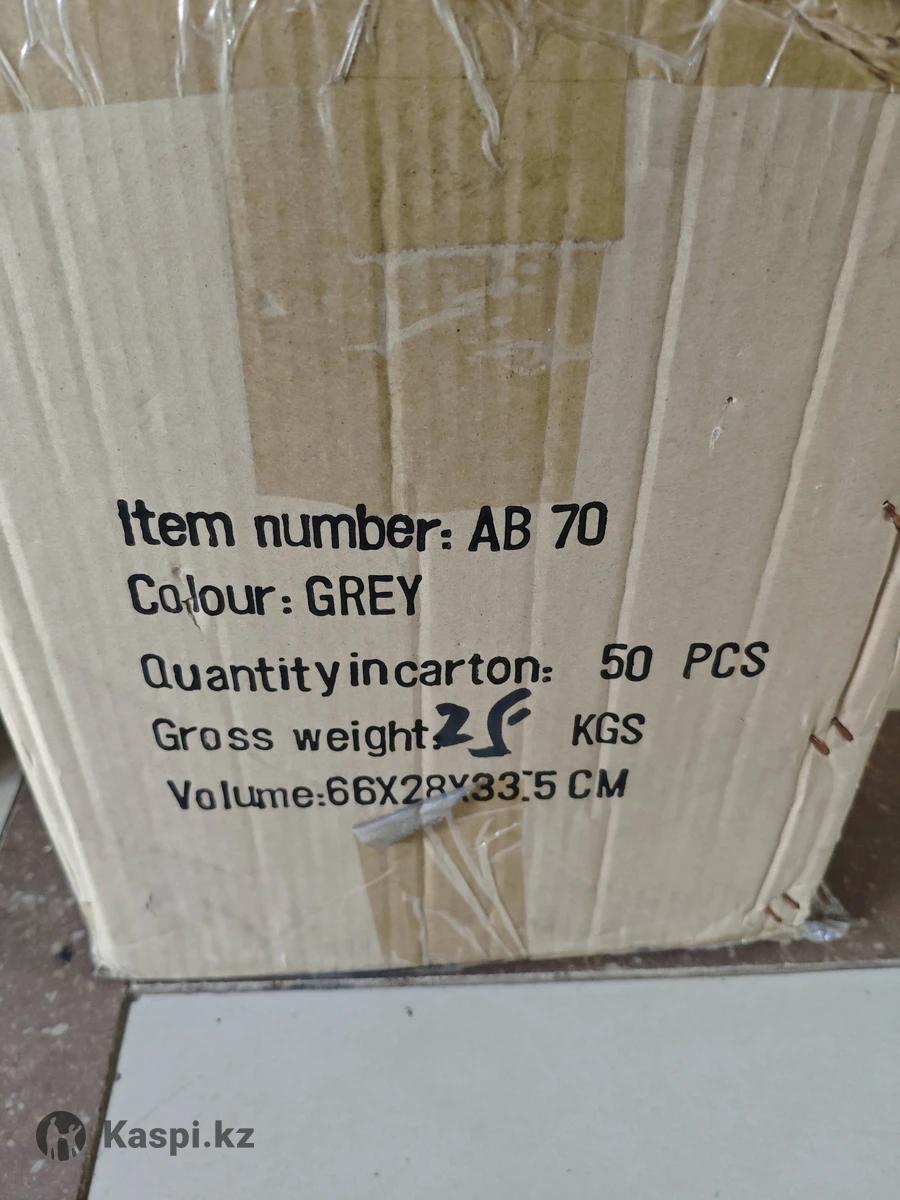 Item number: AB 70
Colour: GREY
Quantity in carton: 50 PCS
Gross weight: 25 KGS
Volume: 66X28X33.5 CM
Kaspi.kz